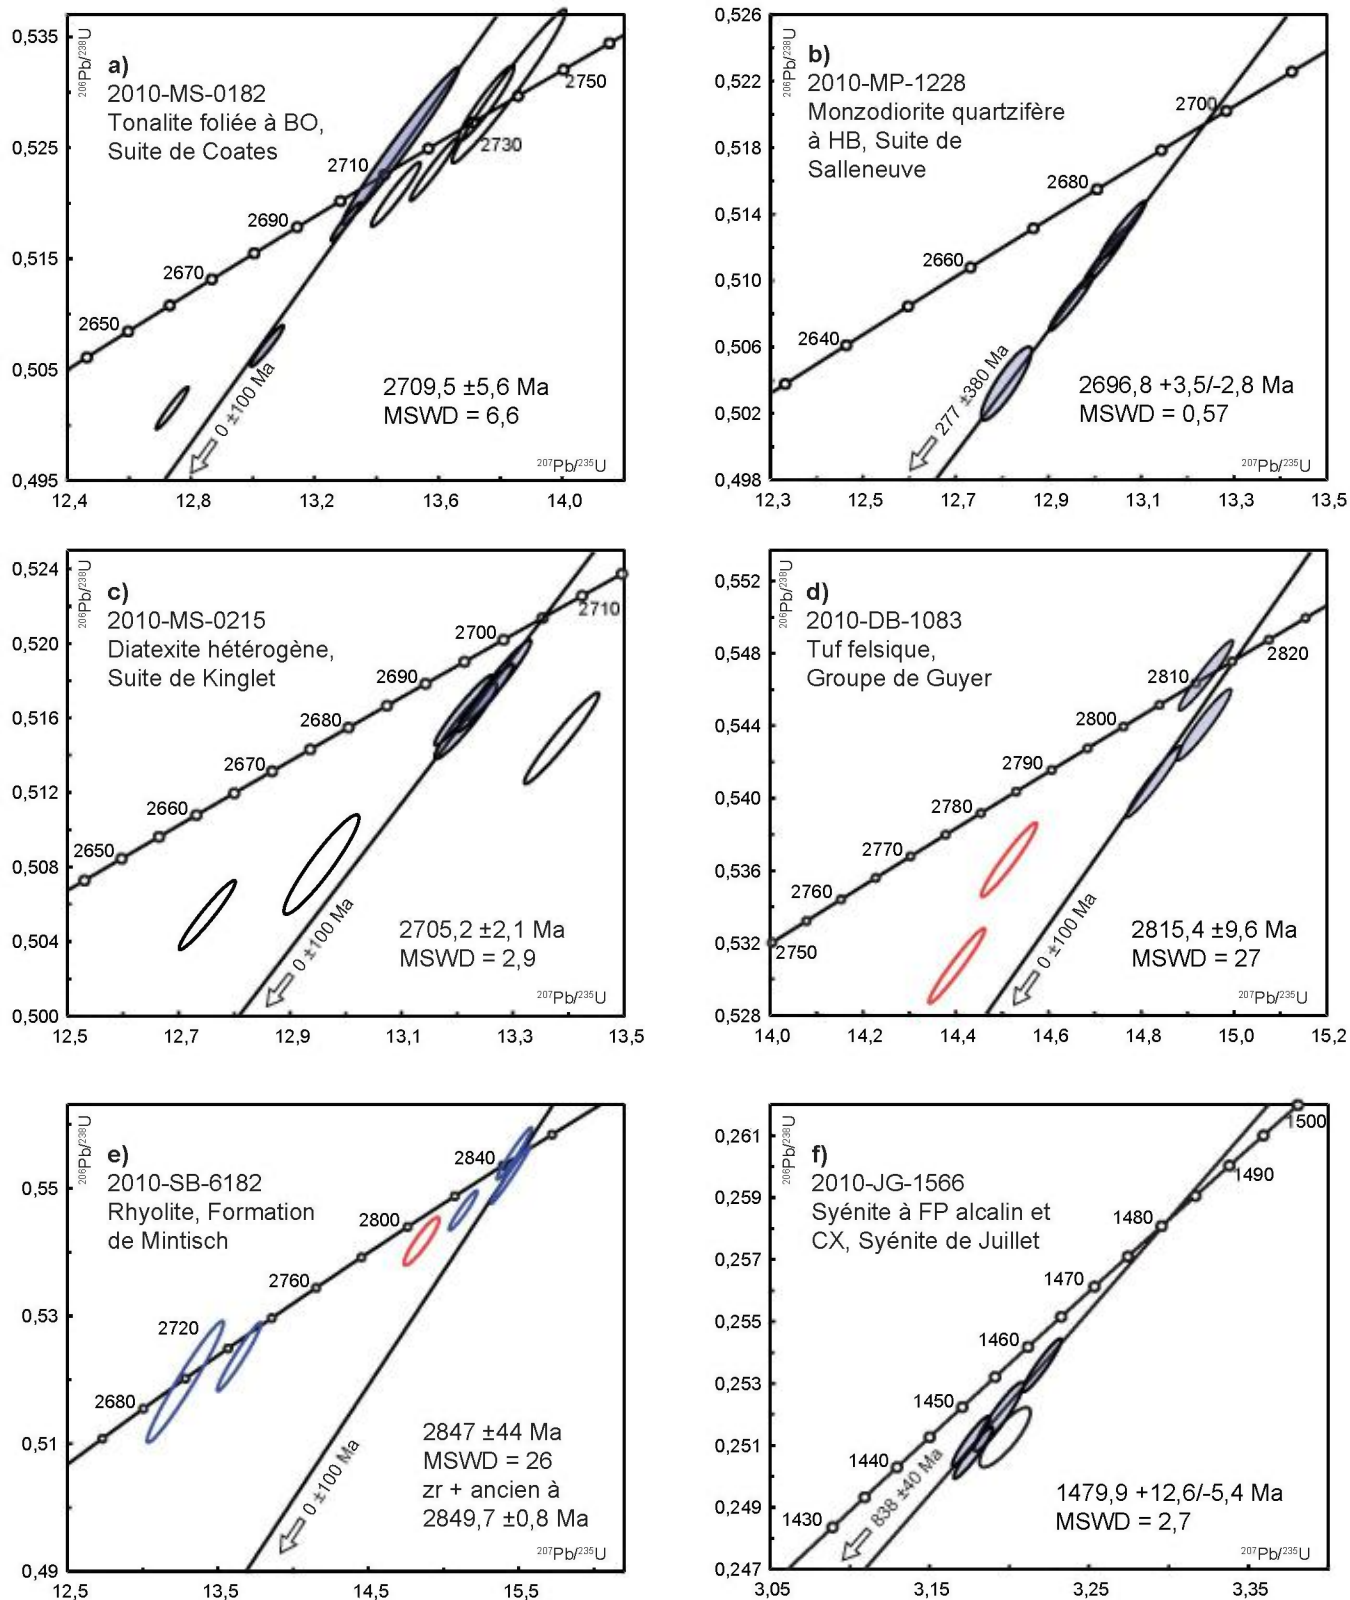 a)
2010-MS-0182
Tonalite foliée à BO,
Suite de Coates
206Pb/238U
0,535
0,525
0,515
0,505
0,495
2750
2730
2710
2690
2670
2650
0 ±100 Ma
2709,5 ±5,6 Ma
MSWD = 6,6
207Pb/235U
12,4 12,8 13,2 13,6 14,0
b)
2010-MP-1228
Monzodiorite quartzifère
à HB, Suite de
Salleneuve
206Pb/238U
0,526
0,522
0,518
0,514
0,510
0,506
0,502
0,498
2700
2680
2660
2640
277 ±380 Ma
2696,8 +3,5/-2,8 Ma
MSWD = 0,57
207Pb/235U
12,3 12,5 12,7 12,9 13,1 13,3 13,5
c)
2010-MS-0215
Diatexite hétérogène,
Suite de Kinglet
206Pb/238U
0,524
0,520
0,516
0,512
0,508
0,504
0,500
2710
2700
2690
2680
2670
2660
2650
0 ±100 Ma
2705,2 ±2,1 Ma
MSWD = 2,9
207Pb/235U
12,5 12,7 12,9 13,1 13,3 13,5
d)
2010-DB-1083
Tuf felsique,
Groupe de Guyer
206Pb/238U
0,552
0,548
0,544
0,540
0,536
0,532
0,528
2820
2810
2800
2790
2780
2770
2760
2750
0 ±100 Ma
2815,4 ±9,6 Ma
MSWD = 27
207Pb/235U
14,0 14,2 14,4 14,6 14,8 15,0 15,2
e)
2010-SB-6182
Rhyolite, Formation
de Mintisch
206Pb/238U
0,55
0,53
0,51
0,49
2840
2800
2760
2720
2680
0 ±100 Ma
2847 ±44 Ma
MSWD = 26
zr + ancien à
2849,7 ±0,8 Ma
207Pb/235U
12,5 13,5 14,5 15,5
f)
2010-JG-1566
Syénite à FP alcalin et
CX, Syénite de Juillet
206Pb/238U
0,261
0,259
0,257
0,255
0,253
0,251
0,249
0,247
1500
1490
1480
1470
1460
1450
1440
1430
838 ±40 Ma
1479,9 +12,6/-5,4 Ma
MSWD = 2,7
207Pb/235U
3,05 3,15 3,25 3,35